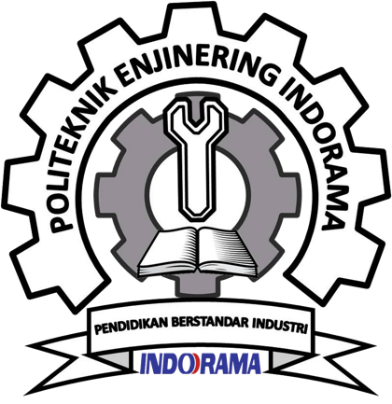 POLITEKNIK ENJINERING INDORAMA
PENDIDIKAN BERSTANDAR INDUSTRI
INDORAMA